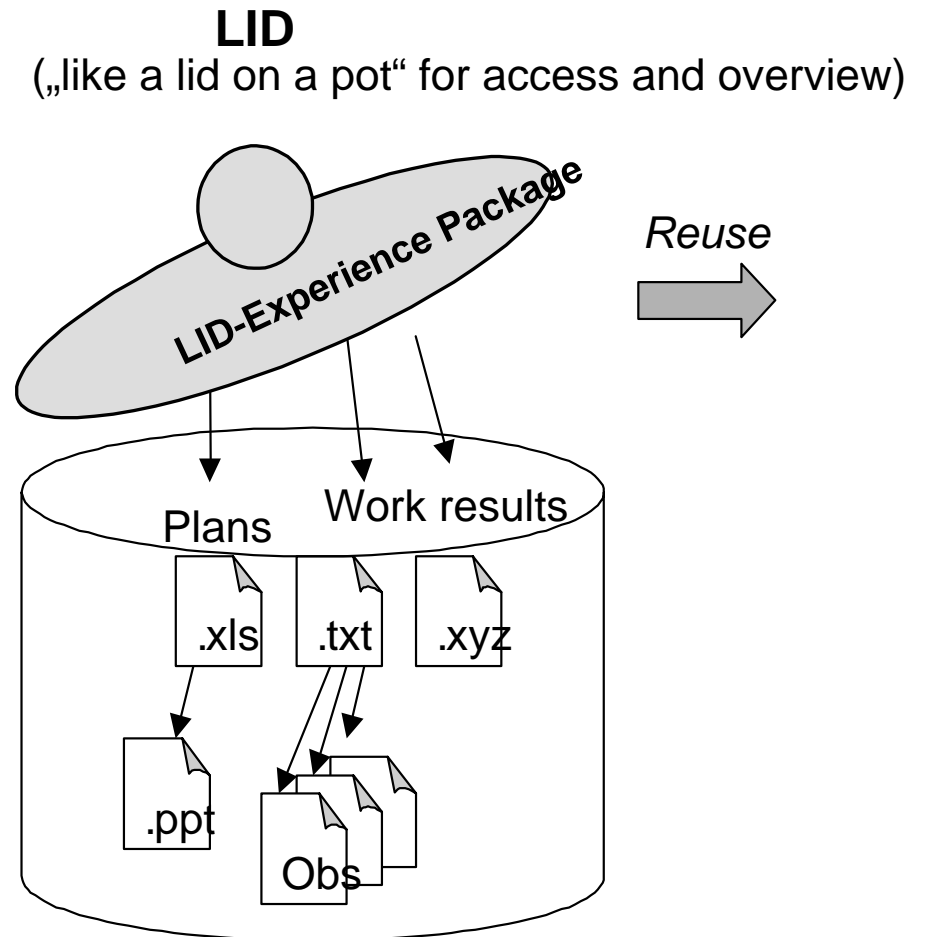 LID
(„like a lid on a pot“ for access and overview)
LID-Experience Package
Reuse
Work results
Plans
.xls
.txt
.xyz
.ppt
Obs